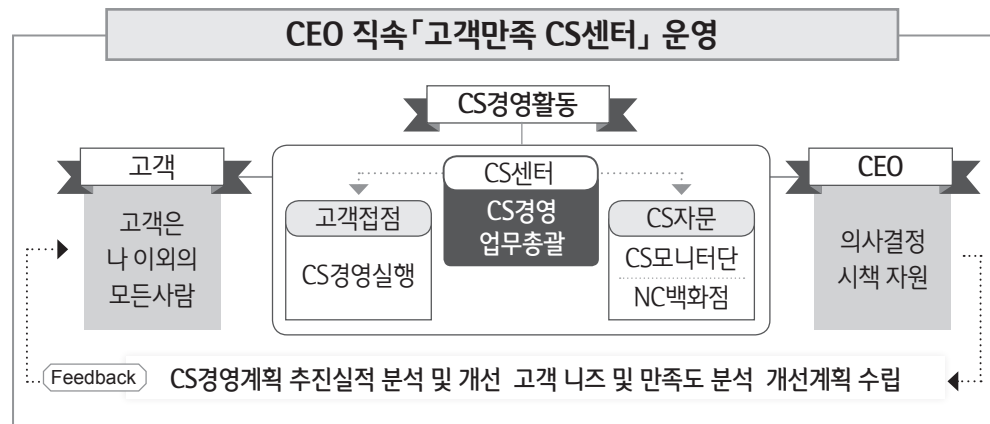 CEO 직속「고객만족 CS센터」 운영
CS경영활동
고객
고객은
나 이외의
모든사람
CS센터
CS경영
업무총괄
고객접점
CS경영실행
CS자문
CS모니터단
NC백화점
CEO
의사결정
시책 자원
Feedback CS경영계획 추진실적 분석 및 개선 고객 니즈 및 만족도 분석 개선계획 수립